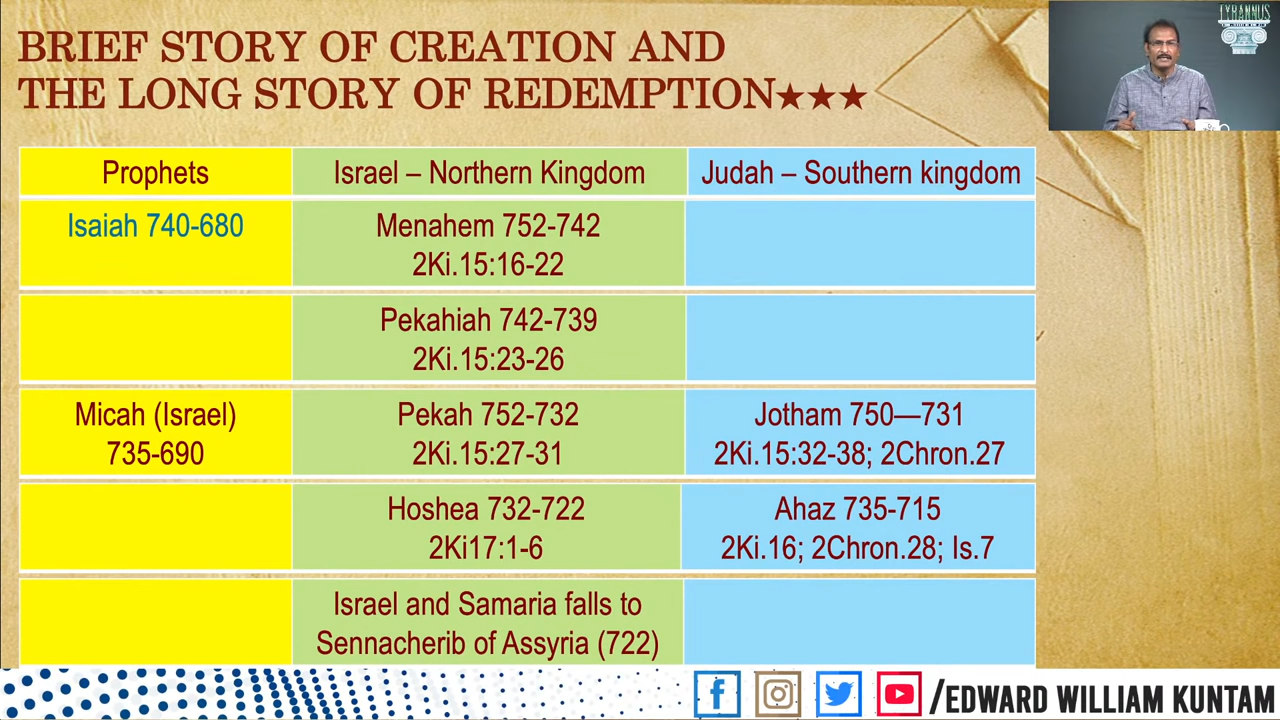 BRIEF STORY OF CREATION AND
THE LONG STORY OF REDEMPTION★★★
TYRANNUS
Prophets
Israel – Northern Kingdom
Judah – Southern kingdom
Isaiah 740-680
Menahem 752-742
2Ki.15:16-22
Pekahiah 742-739
2Ki.15:23-26
Micah (Israel)
735-690
Pekah 752-732
2Ki.15:27-31
Jotham 750—731
2Ki.15:32-38; 2Chron.27
Hoshea 732-722
2Ki17:1-6
Ahaz 735-715
2Ki.16; 2Chron.28; Is.7
Israel and Samaria falls to
Sennacherib of Assyria (722)
/EDWARD WILLIAM KUNTAM